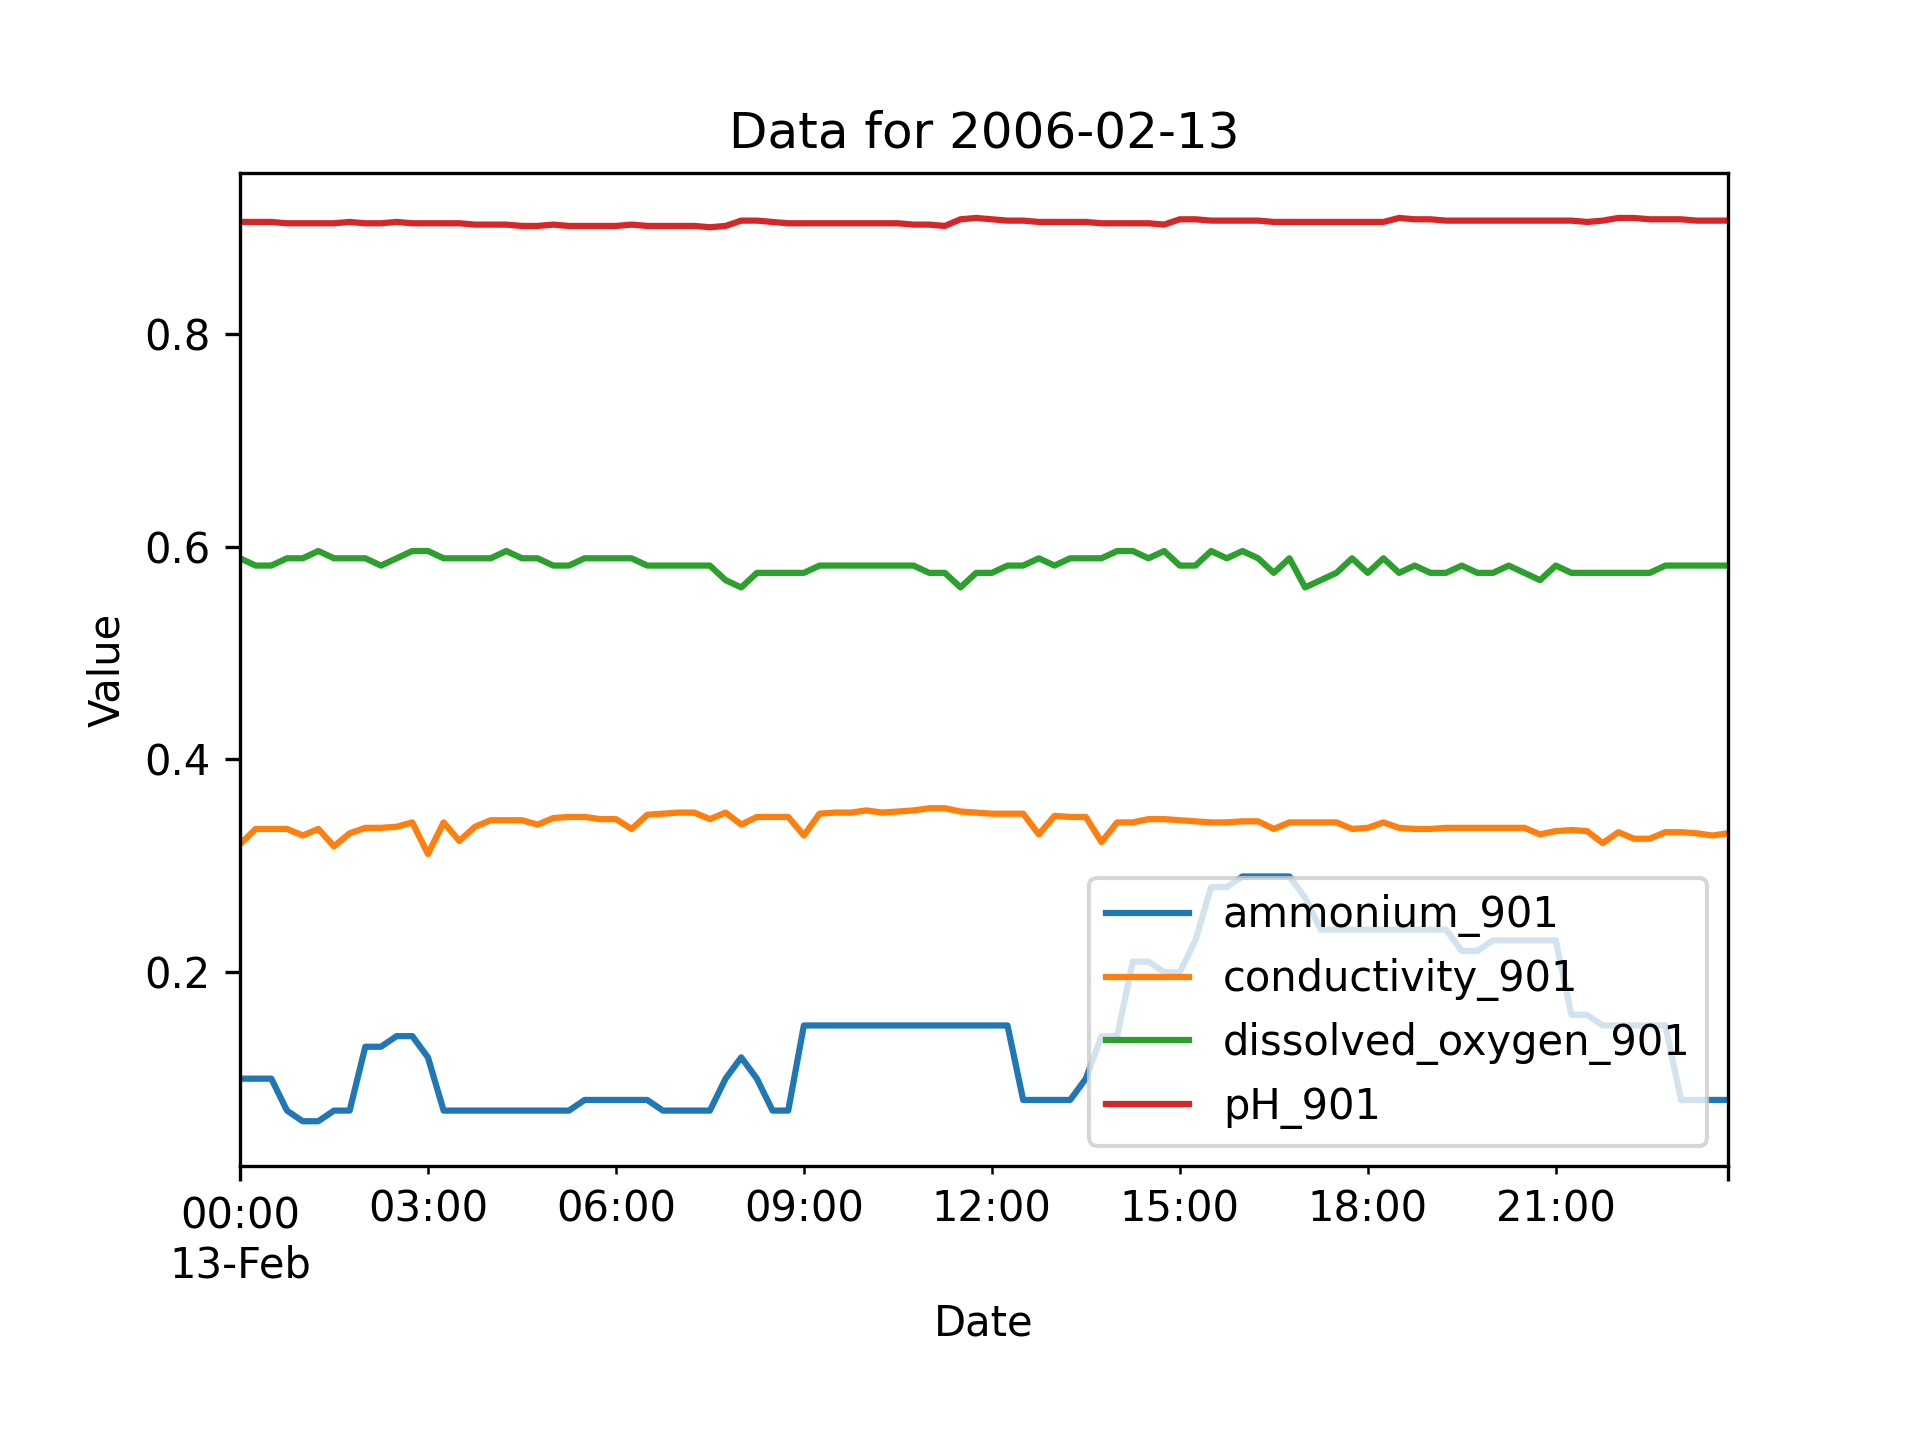 Data for 2006-02-13
Value
0.8
0.6
0.4
0.2
ammonium_901
conductivity_901
dissolved_oxygen_901
pH_901
00:00 03:00 06:00 09:00 12:00 15:00 18:00 21:00
13-Feb
Date